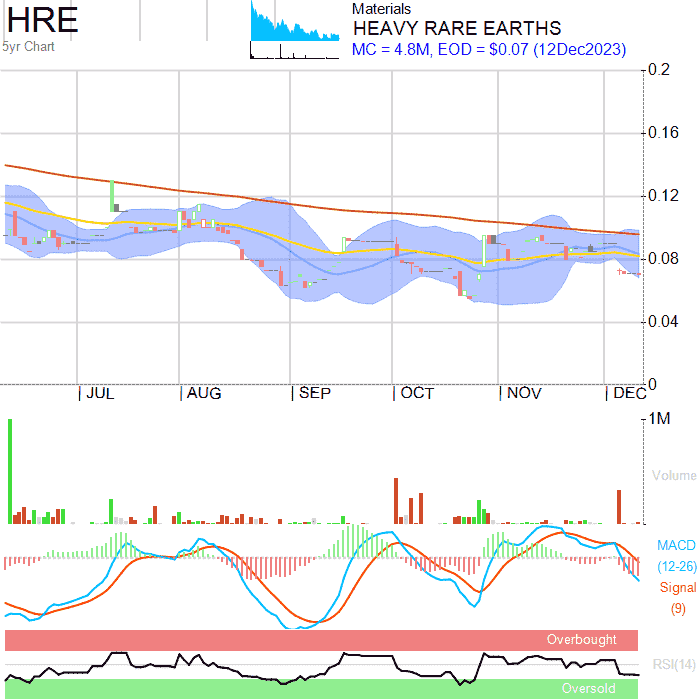 HRE
5yr Chart
Materials
HEAVY RARE EARTHS
MC = 4.8M, EOD = $0.07 (12Dec2023)
0.2
0.16
0.12
0.08
0.04
0
| JUL | AUG | SEP | OCT | NOV | DEC
1M
Volume
MACD
(12-26)
Signal
(9)
Overbought
RSI(14)
Oversold